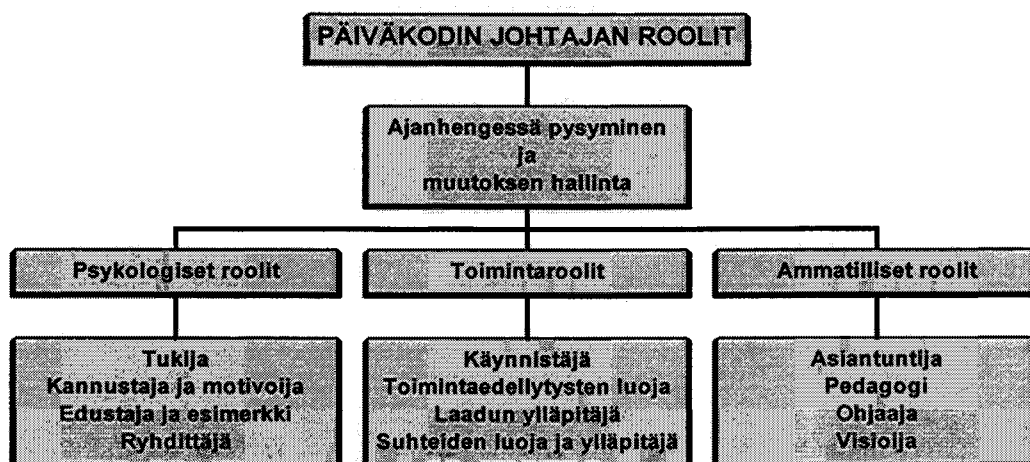 PÄIVÄKODIN JOHTAJAN ROOLIT
Ajanhengessä pysyminen
ja
muutoksen hallinta
Psykologiset roolit
Toimintaroolit
Ammatilliset roolit
Tukija
Kannustaja ja motivoija
Edustaja ja esimerkki
Ryhdittäjä
Käynnistäjä
Toimintaedellytysten luoja
Laadun ylläpitäjä
Suhteiden luoja ja ylläpitäjä
Asiantuntija
Pedagogi
Ohjaaja
Visioija